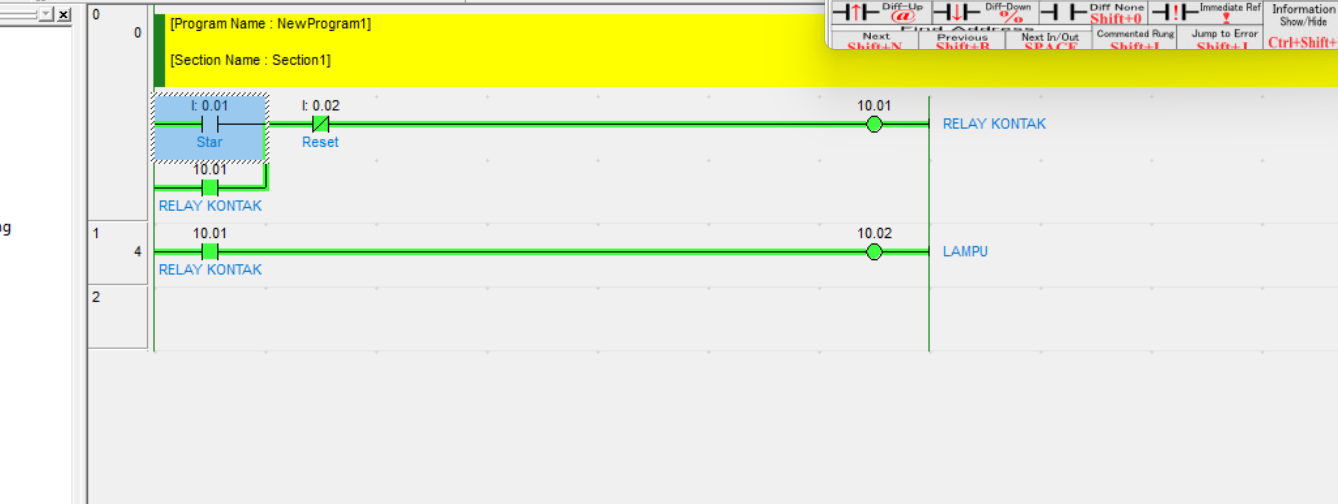 Diff-Up
@
Diff-Down
%
Diff None
Shift+0
Immediate Ref
!
Information
Show/Hide
Find Address
Next
Shift+N
Previous
Shift+B
Next In/Out
SPACE
Commented Rung
Shift+L
Jump to Error
Shift+J
Ctrl+Shift+
0
0
[Program Name : NewProgram1]
[Section Name : Section1]
I: 0.01
I: 0.02
10.01
RELAY KONTAK
Star
Reset
10.01
RELAY KONTAK
1
4
10.01
10.02
LAMPU
RELAY KONTAK
2